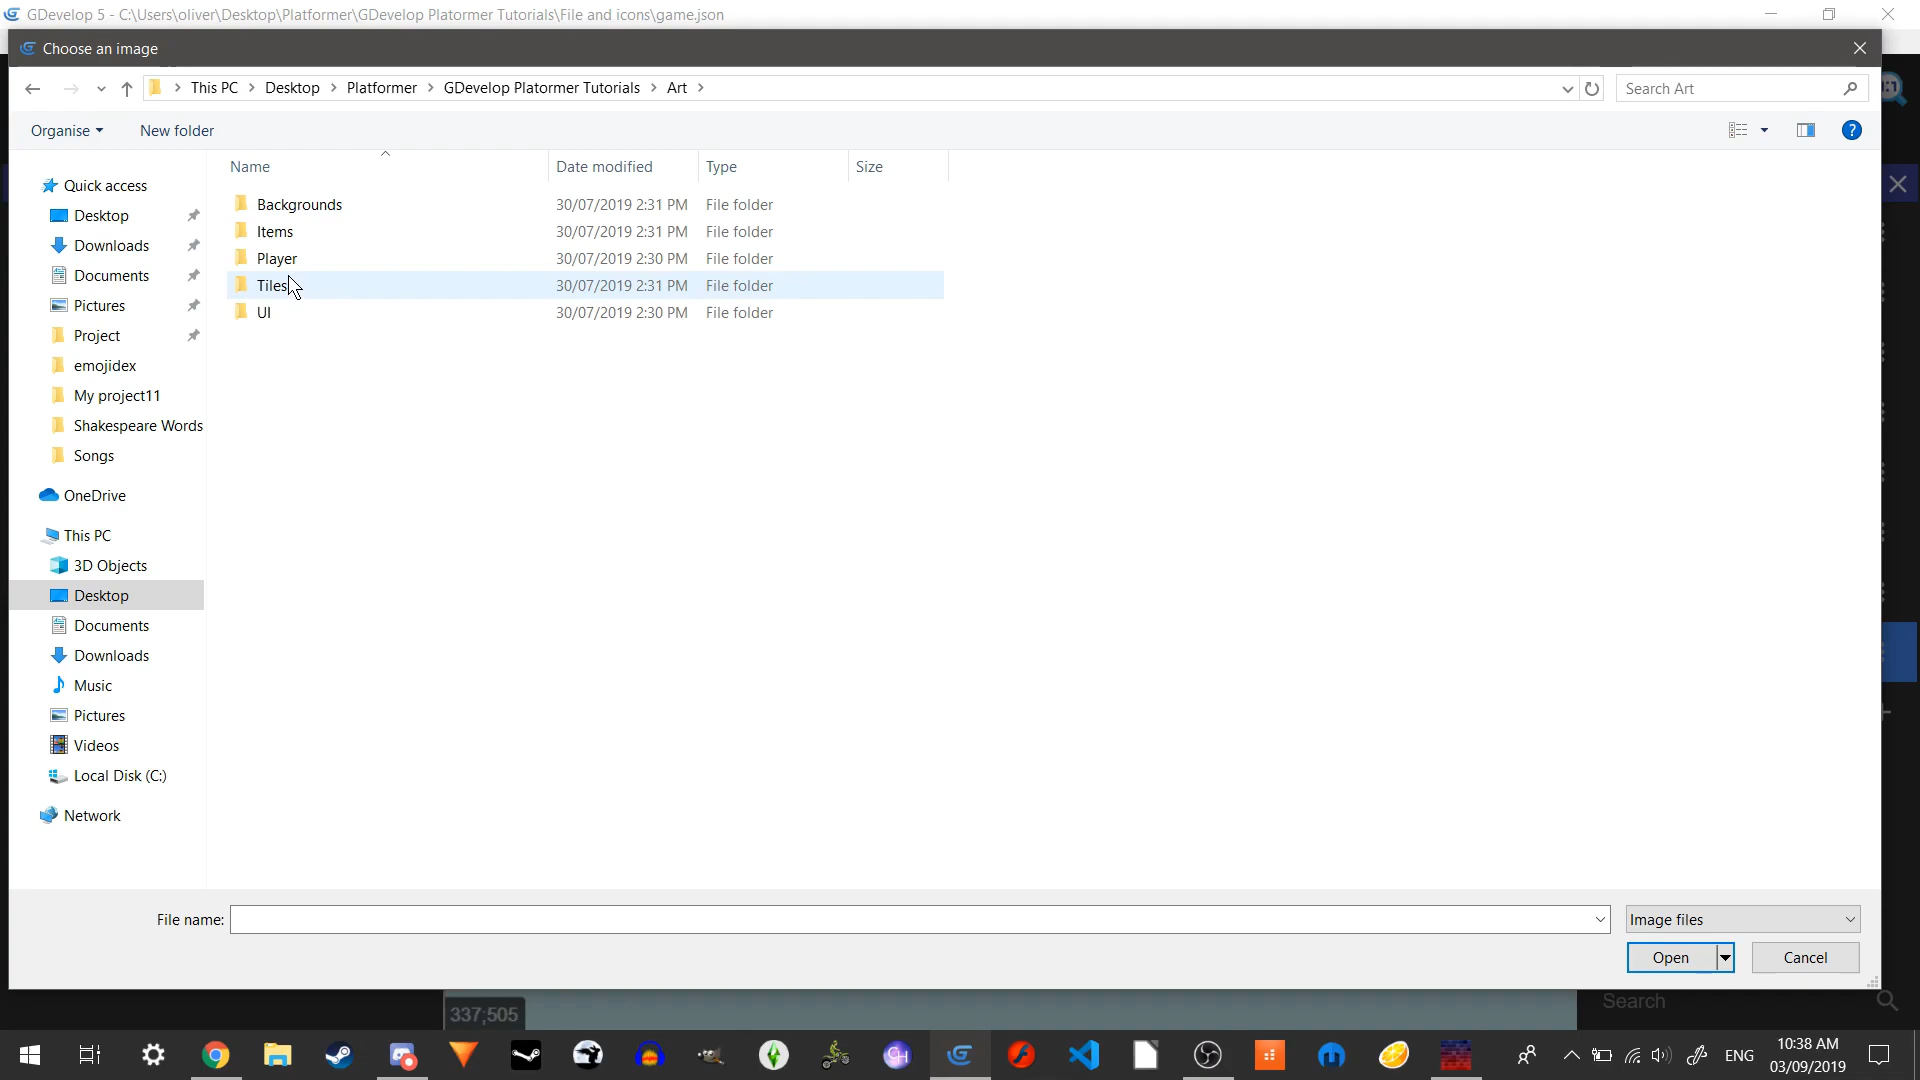 GDevelop 5 - C:\Users\oliver\Desktop\Platformer\GDevelop Platormer Tutorials\File and icons\game.json
Choose an image
This PC > Desktop > Platformer > GDevelop Platormer Tutorials > Art >
Search Art
Organise
New folder
Name
Date modified
Type
Size
Quick access
Desktop
Downloads
Documents
Pictures
Project
emojidex
My project11
Shakespeare Words
Songs
OneDrive
This PC
3D Objects
Desktop
Documents
Downloads
Music
Pictures
Videos
Local Disk (C:)
Network
Backgrounds 30/07/2019 2:31 PM File folder
Items 30/07/2019 2:31 PM File folder
Player 30/07/2019 2:30 PM File folder
Tiles 30/07/2019 2:31 PM File folder
UI 30/07/2019 2:30 PM File folder
File name:
Image files
Open
Cancel
337;505
Search
CH
ENG
10:38 AM
03/09/2019